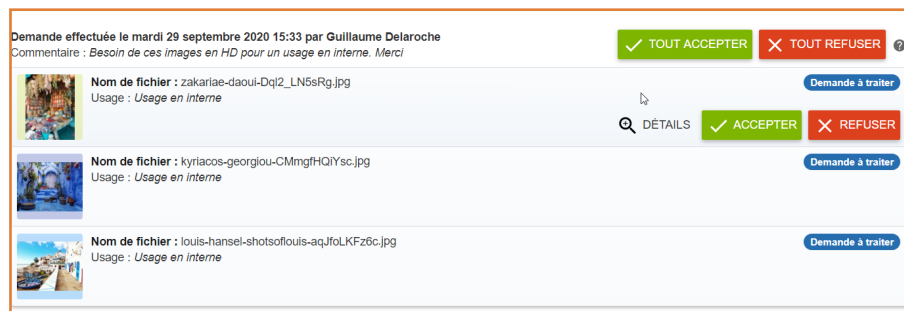 Demande effectuée le mardi 29 septembre 2020 15:33 par Guillaume Delaroche
Commentaire : Besoin de ces images en HD pour un usage en interne. Merci
TOUT ACCEPTER
TOUT REFUSER
?
Nom de fichier : zakariae-daoui-Dql2_LN5sRg.jpg
Demande à traiter
Usage : Usage en interne
DÉTAILS
ACCEPTER
REFUSER
Nom de fichier : kyriacos-georgiou-CMmgfHQiYsc.jpg
Demande à traiter
Usage : Usage en interne
Nom de fichier : louis-hansel-shotsoflouis-aqJfoLKFz6c.jpg
Demande à traiter
Usage : Usage en interne